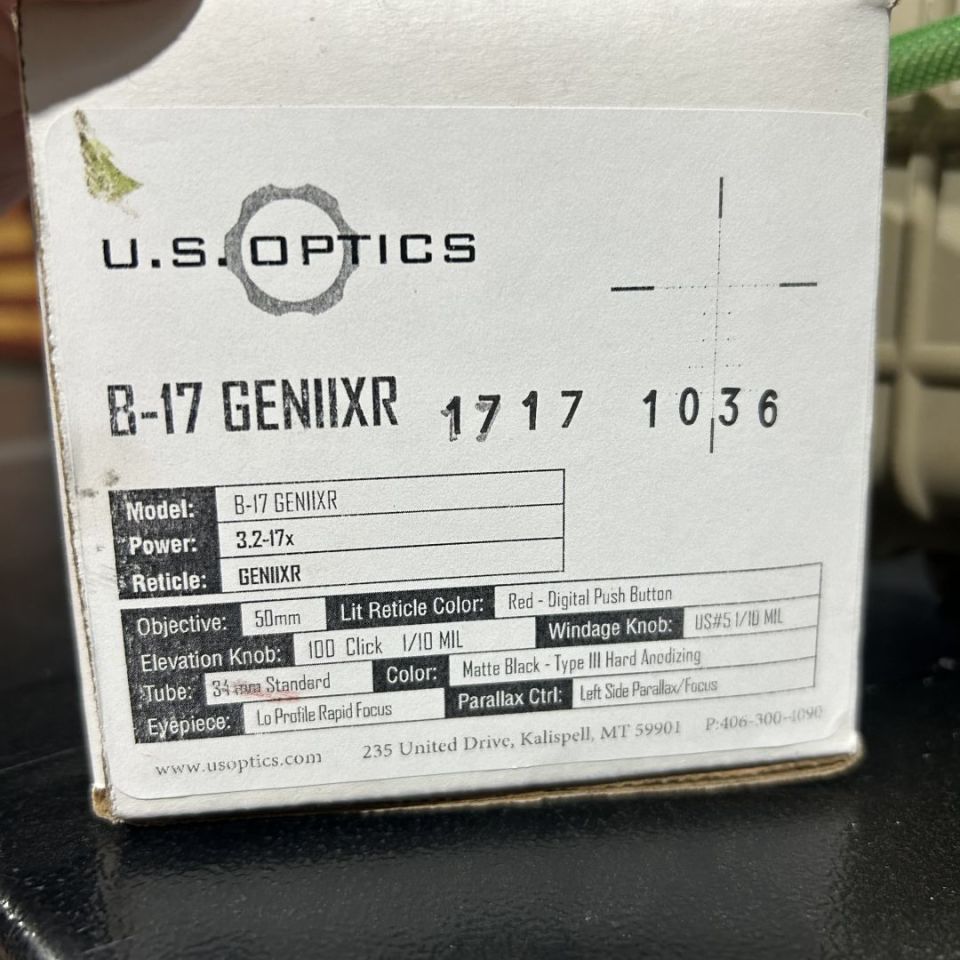 U.S. OPTICS
B-17 GENIIXR 1717 1036
Model: B-17 GENIIXR
Power: 3.2-17x
Reticle: GENIIXR
Objective: 50mm Lit Reticle Color: Red - Digital Push Button
Elevation Knob: 100 Click 1/10 MIL Windage Knob: US#5 1/10 MIL
Tube: 34mm Standard Color: Matte Black - Type III Hard Anodizing
Eyepiece: Lo Profile Rapid Focus Parallax Ctrl: Left Side Parallax/Focus
www.usoptics.com 235 United Drive, Kalispell, MT 59901 P:406-300-4090